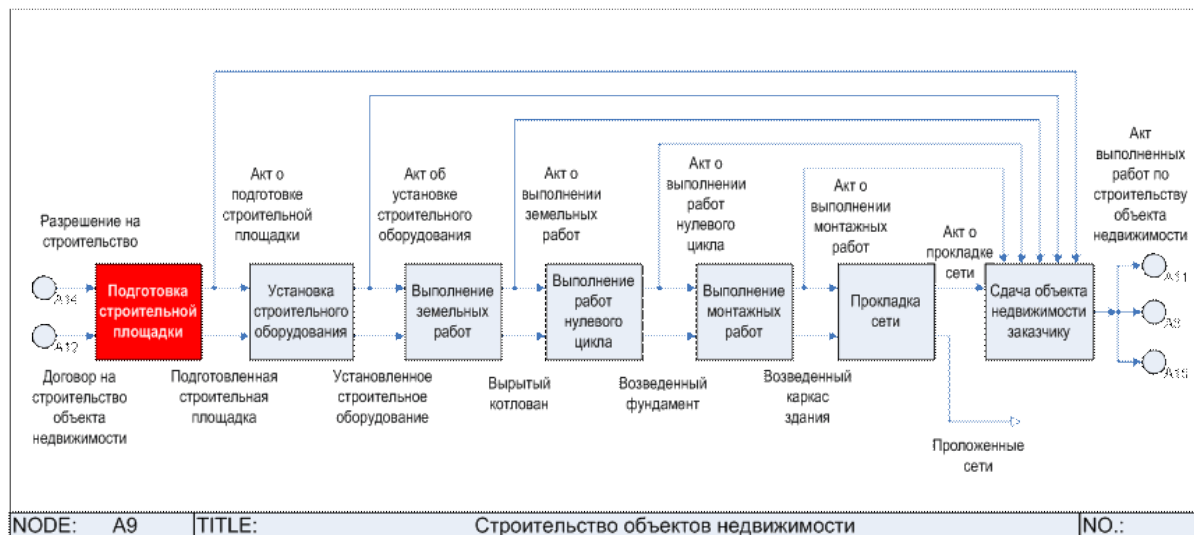 Акт
выполненных
работ по
строительству
объекта
недвижимости
Акт о
подготовке
строительной
площадки
Акт об
установке
строительного
оборудования
Акт о
выполнении
земельных
работ
Акт о
выполнении
работ
нулевого
цикла
Акт о
выполнении
монтажных
работ
Акт о
прокладке
сети
Разрешение на
строительство
A14
A12
Подготовка
строительной
площадки
Установка
строительного
оборудования
Выполнение
земельных
работ
Выполнение
работ
нулевого
цикла
Выполнение
монтажных
работ
Прокладка
сети
Сдача объекта
недвижимости
заказчику
A11
A15
Договор на
строительство
объекта
недвижимости
Подготовленная
строительная
площадка
Установленное
строительное
оборудование
Вырытый
котлован
Возведенный
фундамент
Возведенный
каркас
здания
Проложенные
сети
NODE: A9 TITLE: Строительство объектов недвижимости NO.: